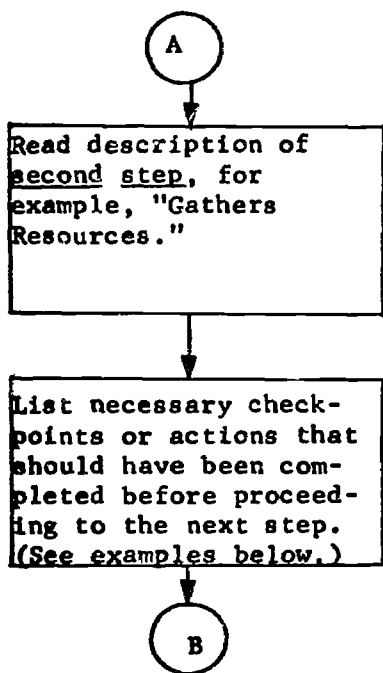 A
Read description of
second step, for
example, "Gathers
Resources."
List necessary check-
points or actions that
should have been com-
pleted before proceed-
ing to the next step.
(See examples below.)
B